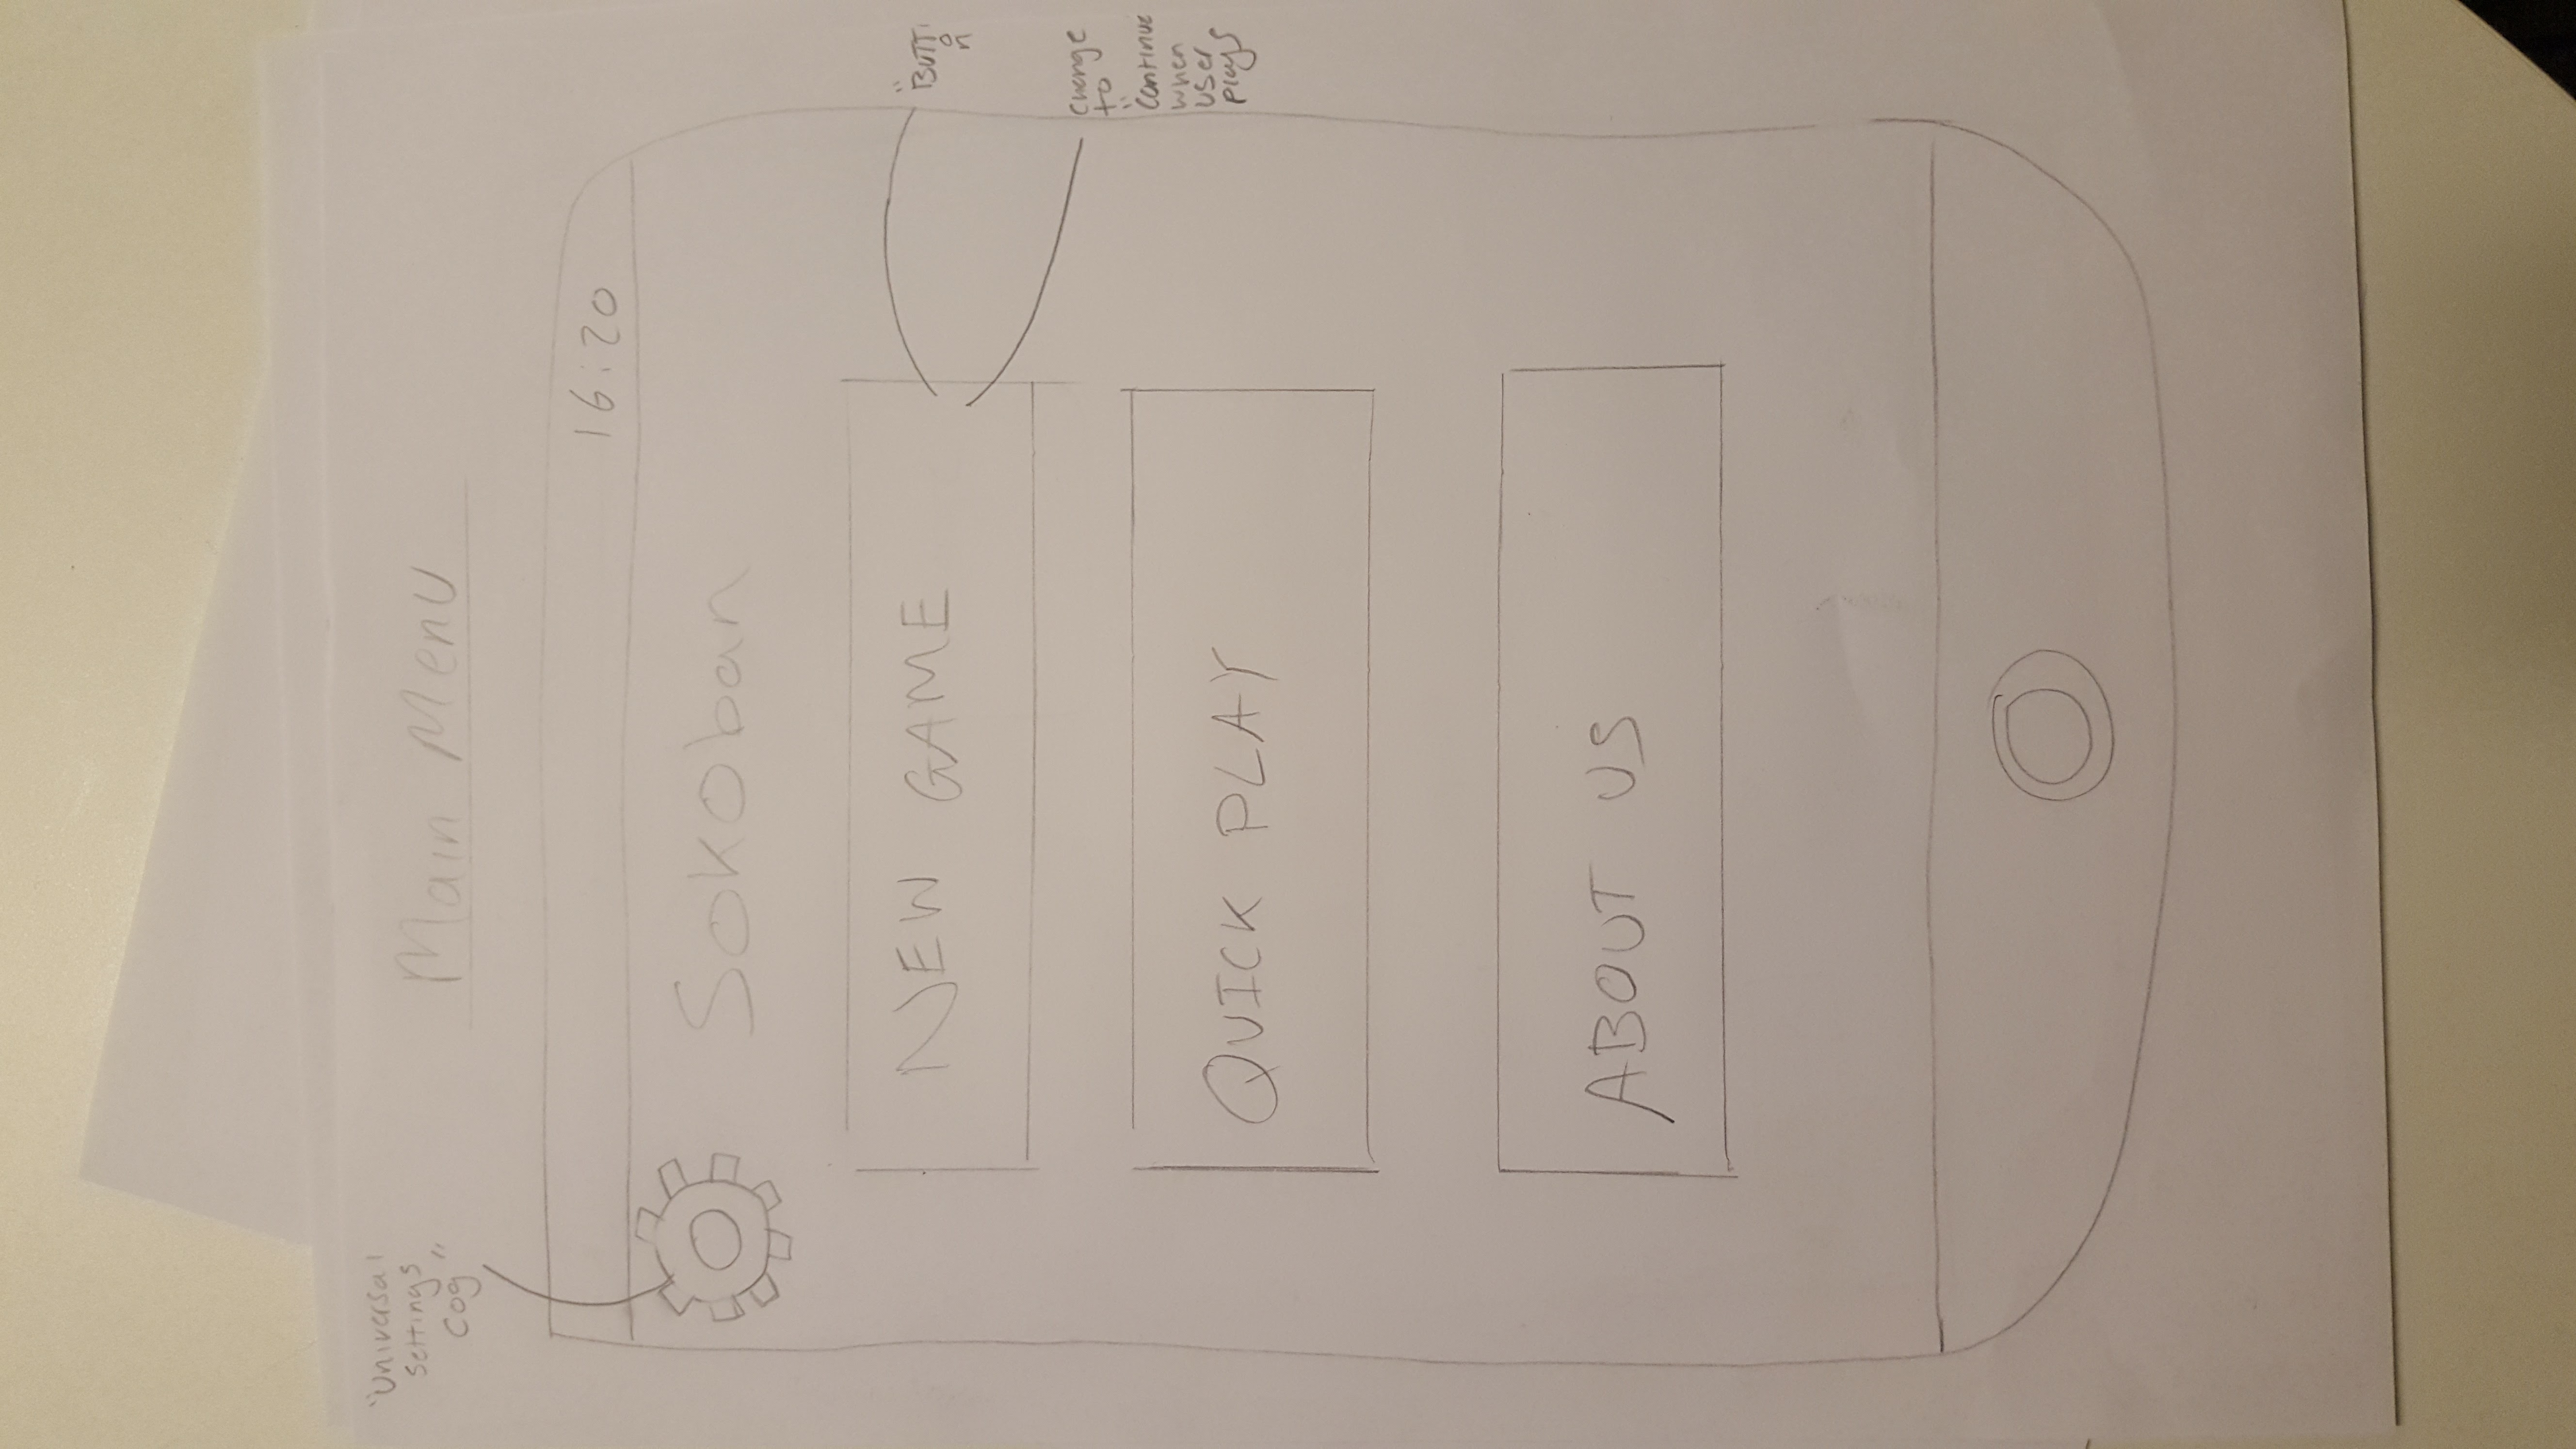 "Universal
Settings
Cog"
Main Menu
16:20
Sokoban
NEW GAME
"BUTT
o
n
change
to
"Continue
when
user
plays
QUICK PLAY
ABOUT US